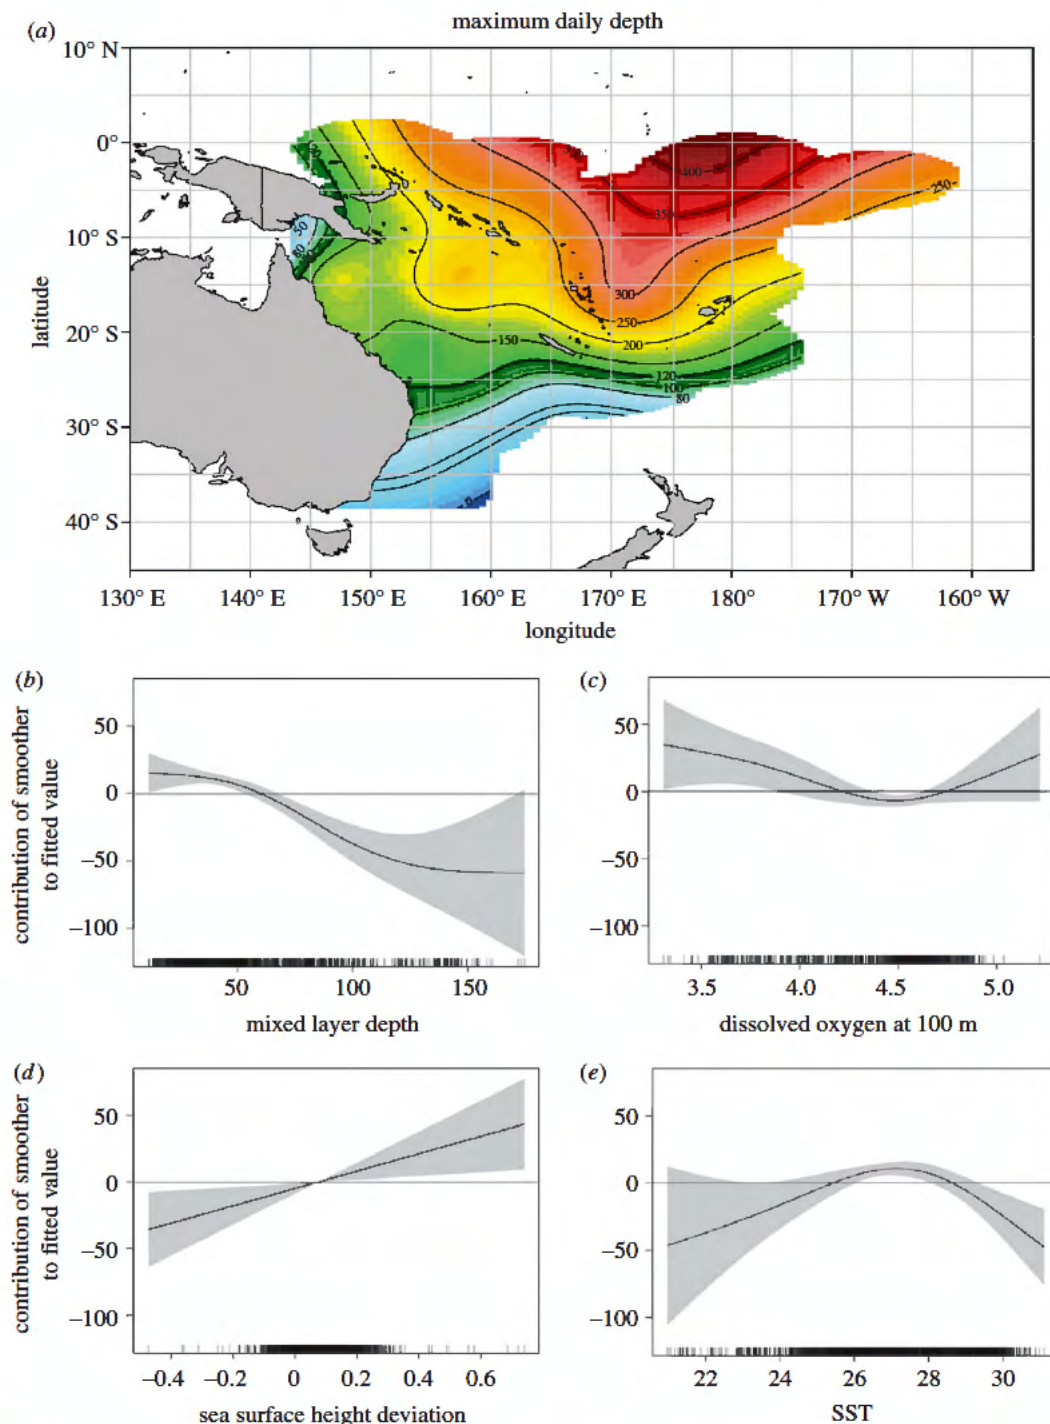 (a)
maximum daily depth
10° N
0°
10° S
20° S
30° S
40° S
latitude
400
350
250
50
80
300
250
200
150
120
100
80
130° E 140° E 150° E 160° E 170° E 180° 170° W 160° W
longitude
(b)
contribution of smoother
to fitted value
50
0
–50
–100
50 100 150
mixed layer depth
(c)
50
0
–50
–100
3.5 4.0 4.5 5.0
dissolved oxygen at 100 m
(d)
contribution of smoother
to fitted value
50
0
–50
–100
–0.4 –0.2 0 0.2 0.4 0.6
sea surface height deviation
(e)
50
0
–50
–100
22 24 26 28 30
SST